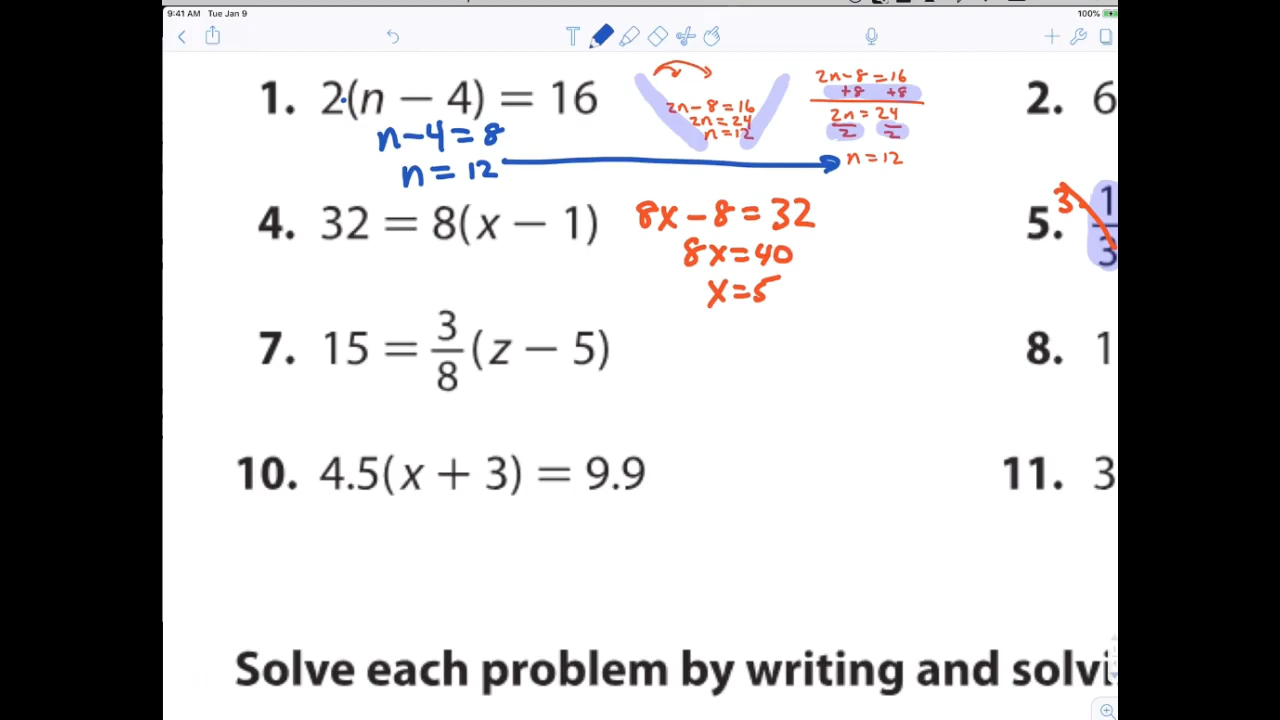 9:41 AM Tue Jan 9
100%
1. 2·(n − 4) = 16
n-4=8
n=12
2n-8=16
2n=24
n=12
2n-8=16
+8 +8
2n=24
2 2
n=12
2. 6
4. 32 = 8(x − 1)
8x-8=32
8x=40
x=5
3·
5. 1
3
7. 15 = 3/8 (z − 5)
8. 1
10. 4.5(x + 3) = 9.9
11. 3
Solve each problem by writing and solvi